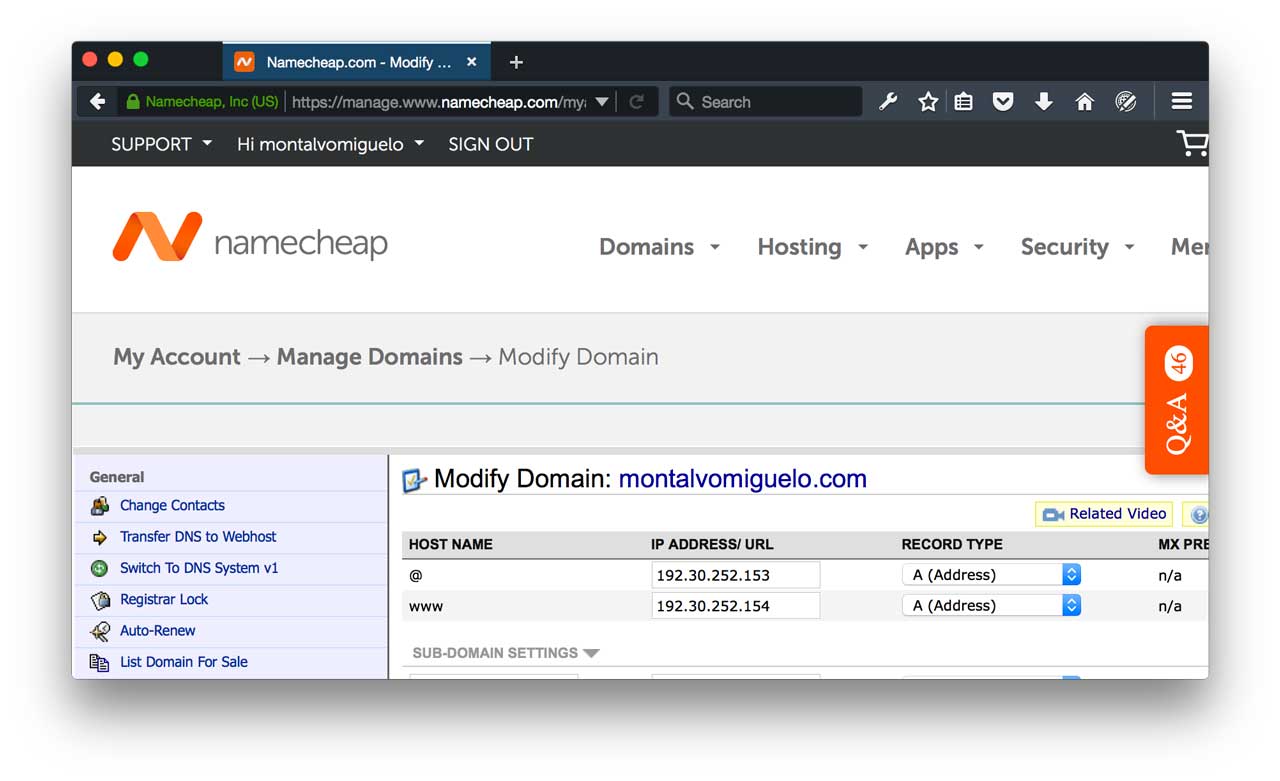 Namecheap.com - Modify ...
Namecheap, Inc (US) https://manage.www.namecheap.com/my Search
SUPPORT Hi montalvomiguelo SIGN OUT
namecheap
Domains Hosting Apps Security Mer
My Account → Manage Domains → Modify Domain
Q&A 46
General
Change Contacts
Transfer DNS to Webhost
Switch To DNS System v1
Registrar Lock
Auto-Renew
List Domain For Sale
Modify Domain: montalvomiguelo.com
Related Video
HOST NAME IP ADDRESS/ URL RECORD TYPE MX PRE
@ 192.30.252.153 A (Address) n/a
www 192.30.252.154 A (Address) n/a
SUB-DOMAIN SETTINGS